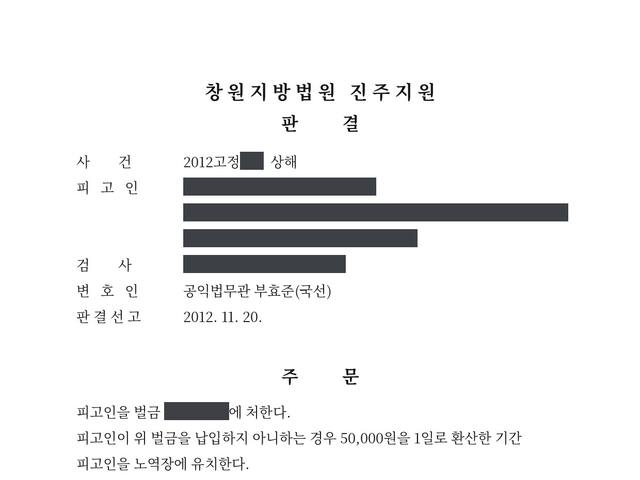 창원지방법원 진주지원
판 결
사 건 2012고정 상해
피 고 인
검 사
변 호 인 공익법무관 부효준(국선)
판결선고 2012. 11. 20.
주 문
피고인을 벌금 에 처한다.
피고인이 위 벌금을 납입하지 아니하는 경우 50,000원을 1일로 환산한 기간
피고인을 노역장에 유치한다.